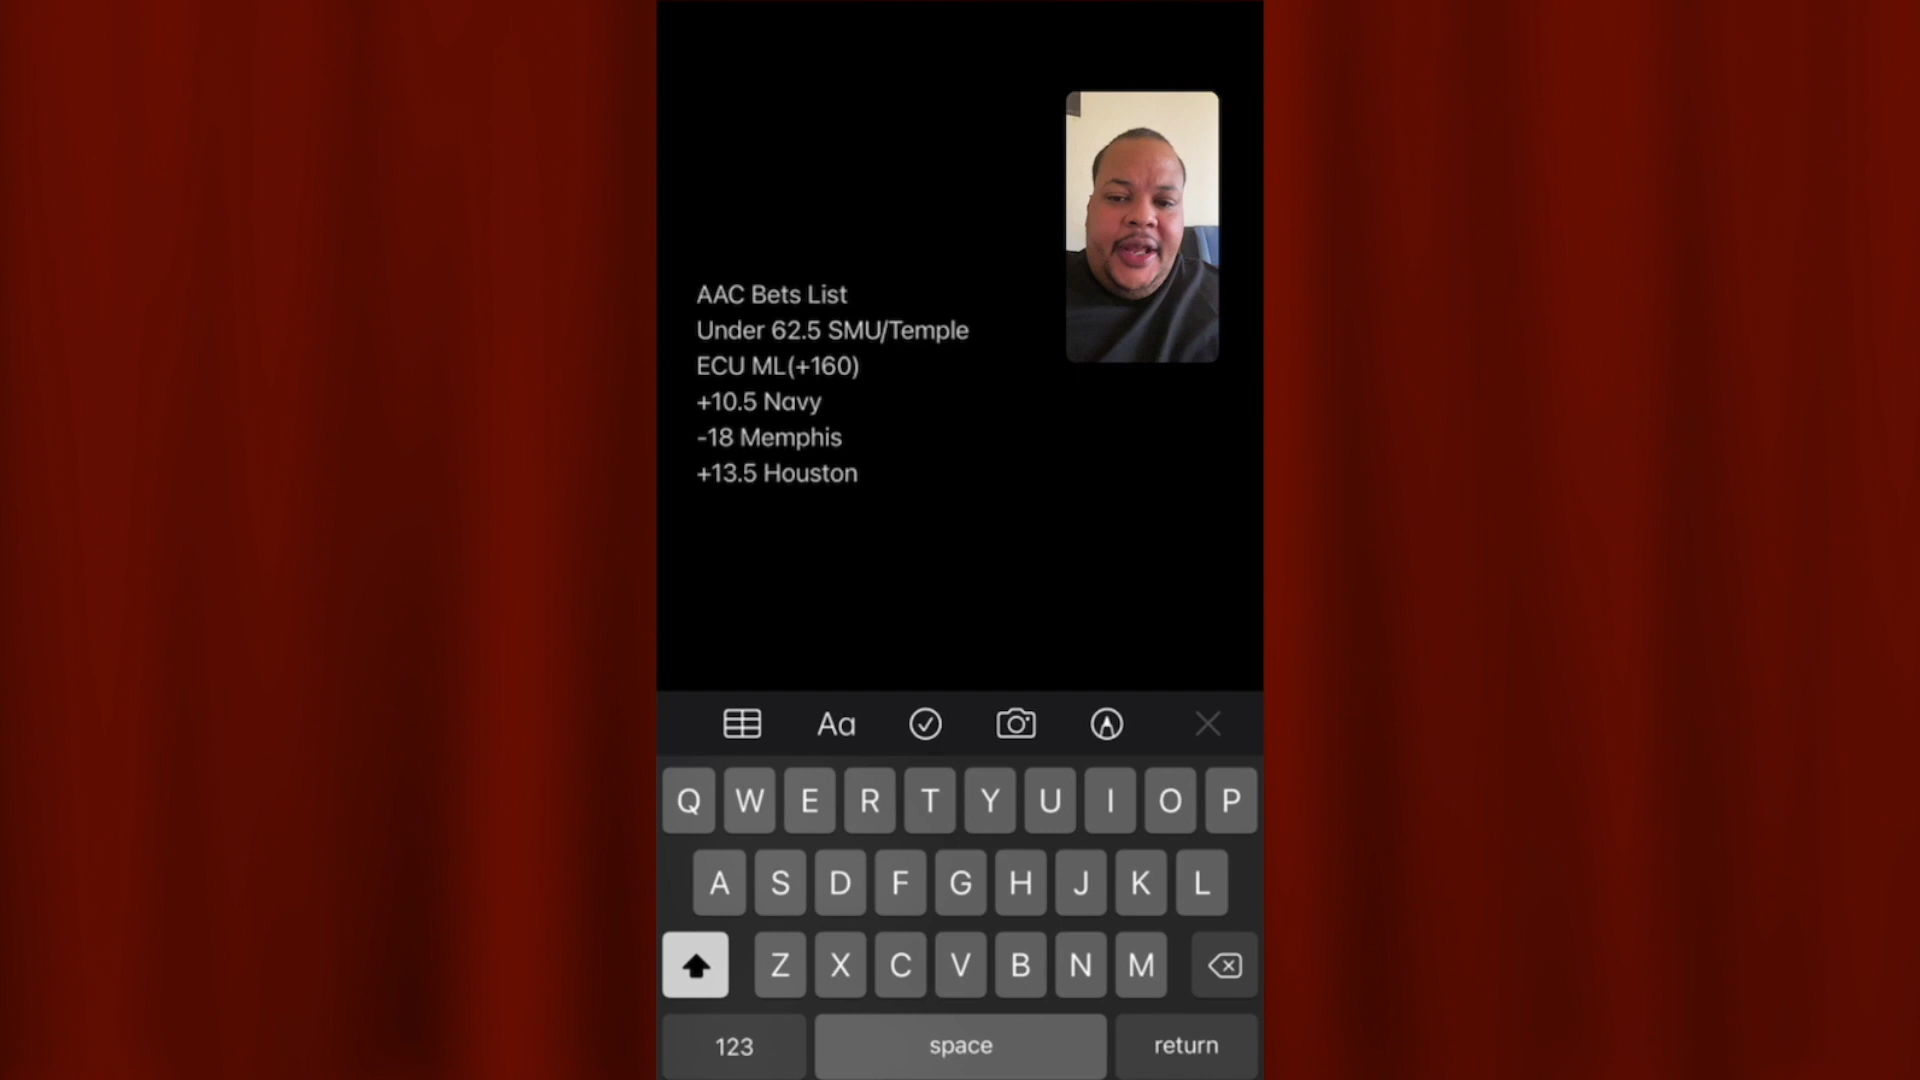 AAC Bets List
Under 62.5 SMU/Temple
ECU ML(+160)
+10.5 Navy
-18 Memphis
+13.5 Houston
Aa
Q W E R T Y U I O P
A S D F G H J K L
Z X C V B N M
123 space return